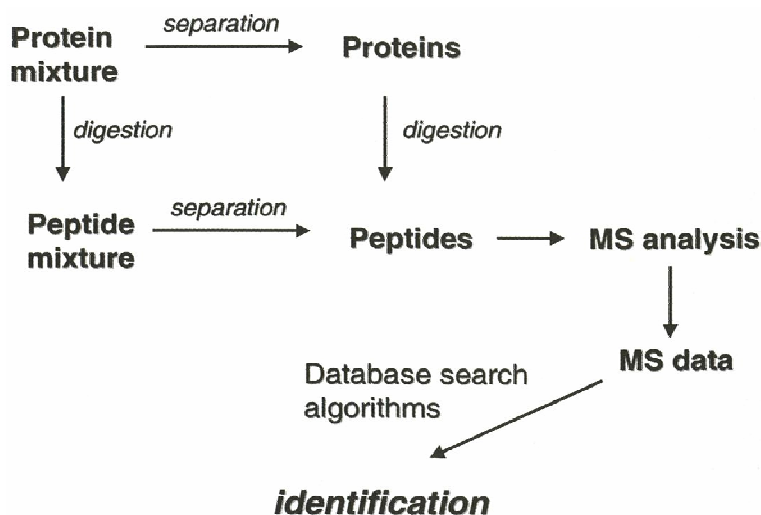 separation
Protein
mixture
Proteins
digestion
digestion
separation
Peptide
mixture
Peptides
MS analysis
MS data
Database search
algorithms
identification